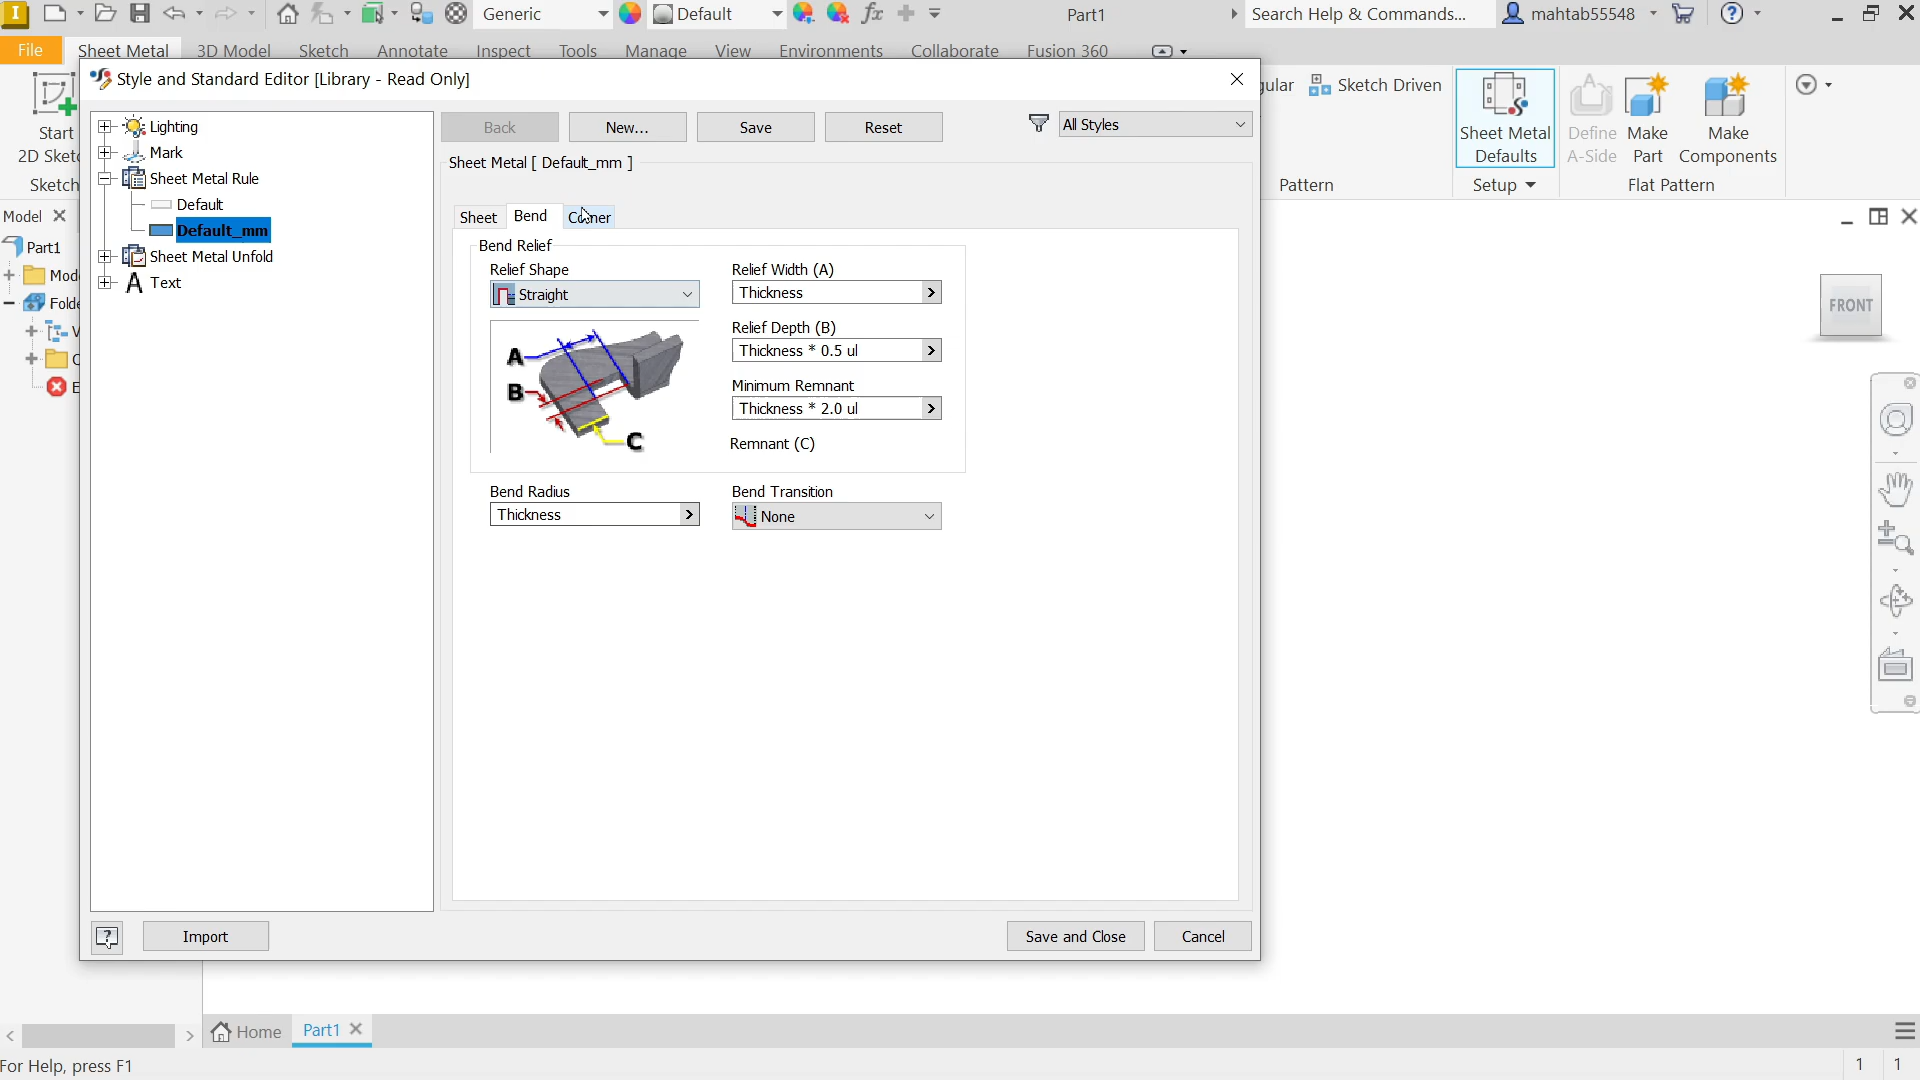 Generic
Default
fx
Part1
Search Help & Commands...
mahtab55548
File
Sheet Metal
3D Model
Sketch
Annotate
Inspect
Tools
Manage
View
Environments
Collaborate
Fusion 360
Start
2D Sketc
Sketch
Sketch Driven
Pattern
Sheet Metal
Defaults
Setup
Define
A-Side
Make
Part
Make
Components
Flat Pattern
Model
Part1
Style and Standard Editor [Library - Read Only]
Lighting
Mark
Sheet Metal Rule
Default
Default_mm
Sheet Metal Unfold
A Text
Back
New...
Save
Reset
All Styles
Sheet Metal [ Default_mm ]
Sheet
Bend
Corner
Bend Relief
Relief Shape
Straight
A
B
C
Relief Width (A)
Thickness
Relief Depth (B)
Thickness * 0.5 ul
Minimum Remnant
Thickness * 2.0 ul
Remnant (C)
Bend Radius
Thickness
Bend Transition
None
Import
Save and Close
Cancel
FRONT
Home
Part1
For Help, press F1
1
1